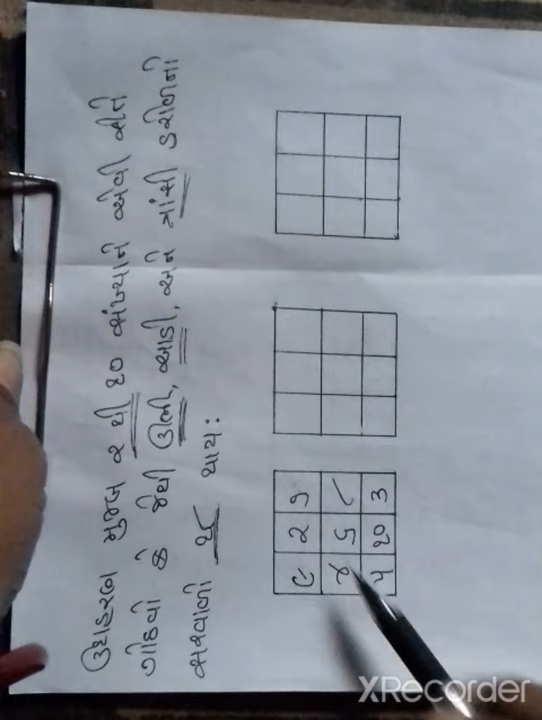 ઉદાહરણ મુજબ ૨ થી ૧૦ સંખ્યાને એવી રીતે
ગોઠવો કે જેથી ઊભી, આડી, અને ત્રાંસી હરોળનો
સરવાળો ૧૮ થાય:
૯ ૨ ૭
૪ ૬ ૮
૫ ૧૦ ૩
XRecorder